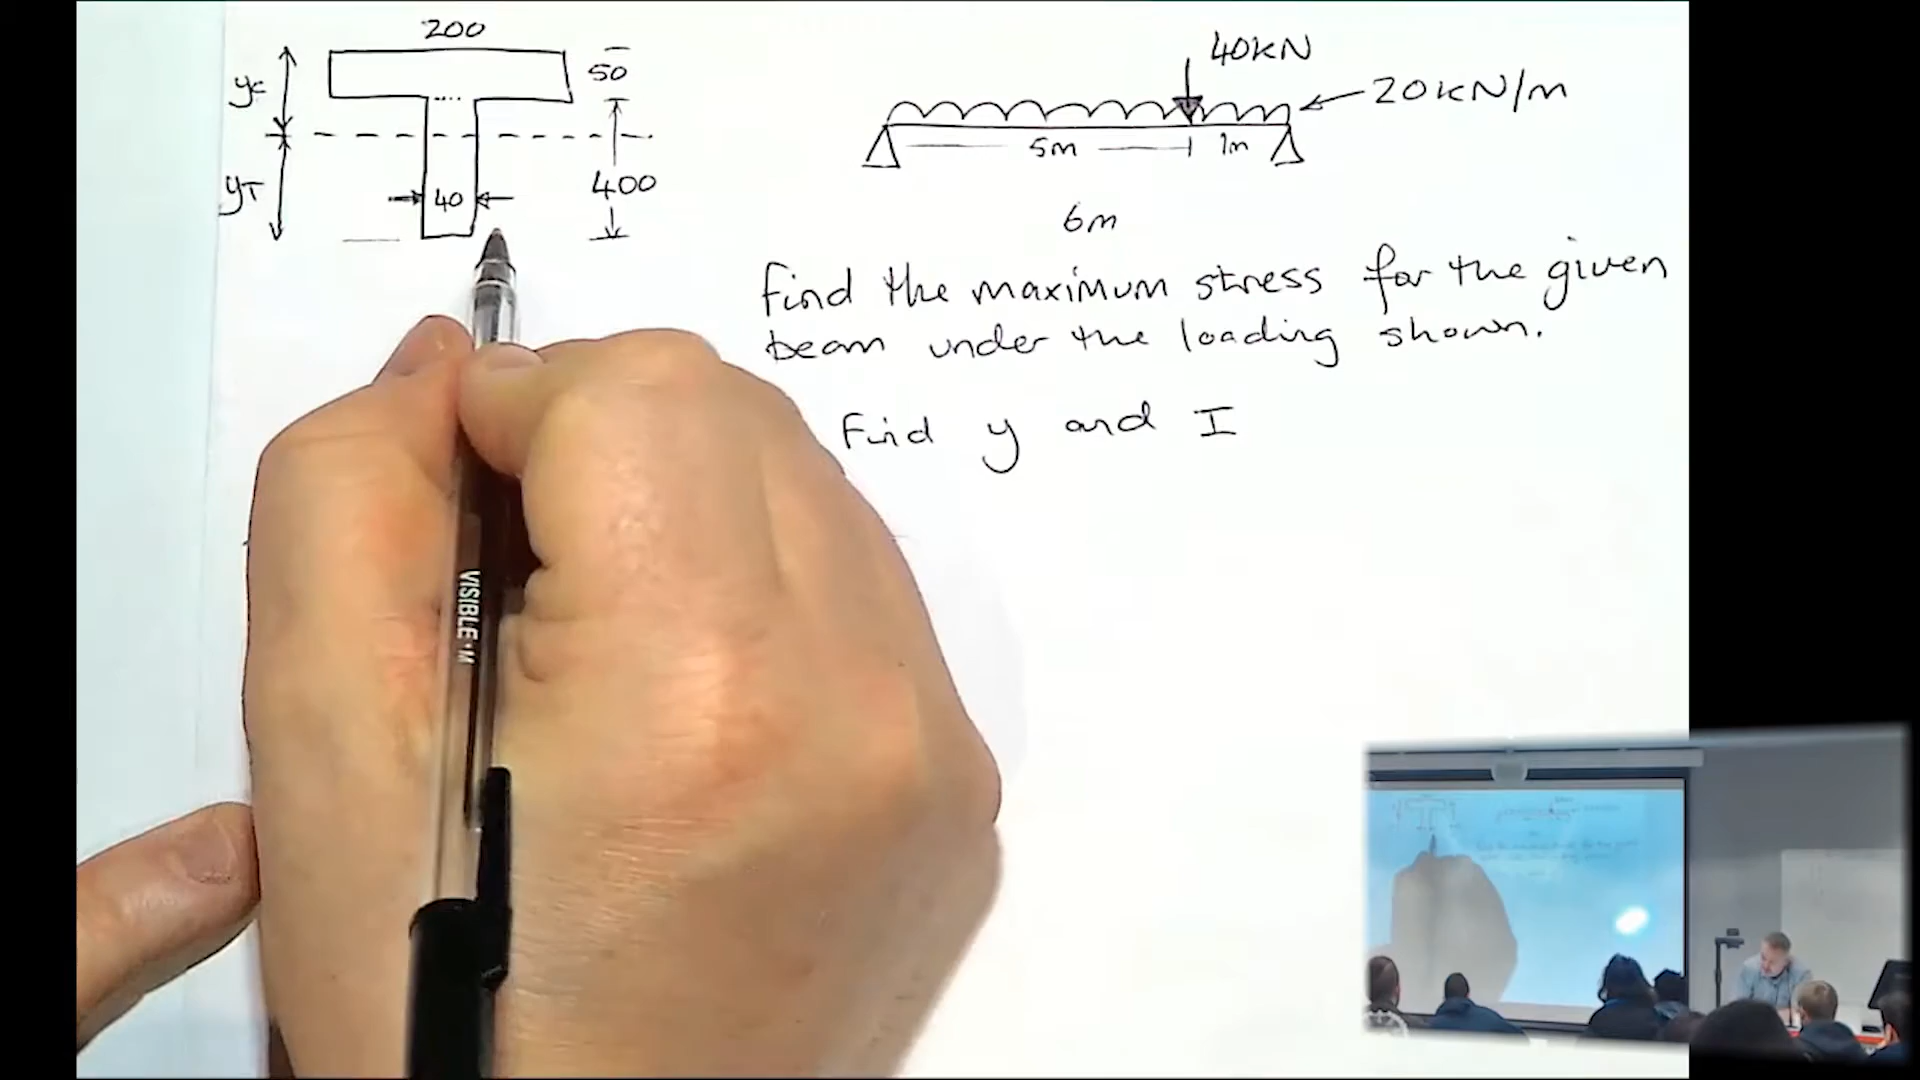 200
50
yc
yT
40
400
40kN
20kN/m
5m
1m
6m
Find the maximum stress for the given
beam under the loading shown.
Find y and I
VISIBLE · M